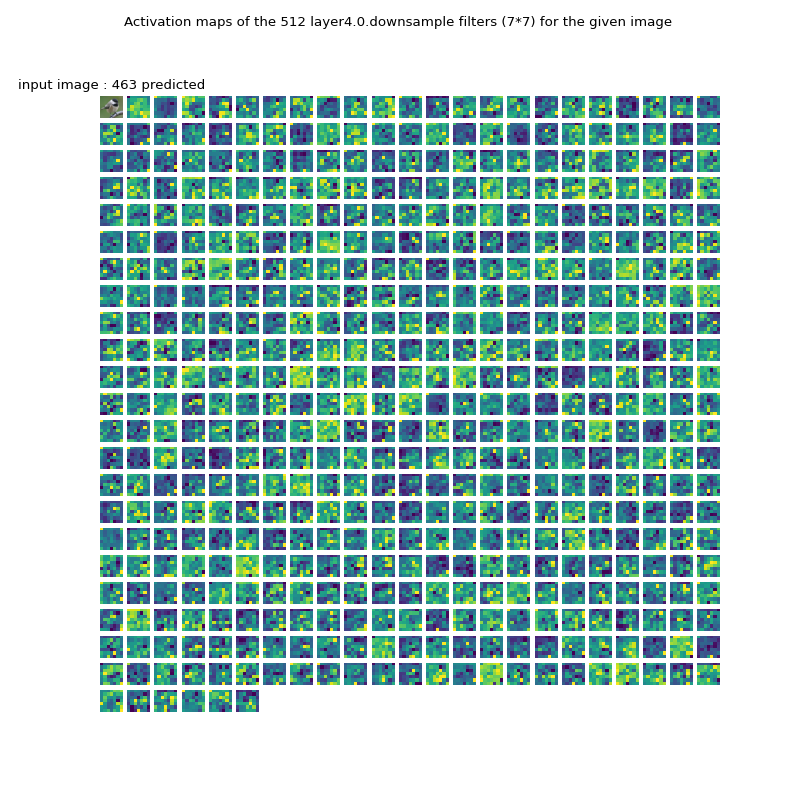 Activation maps of the 512 layer4.0.downsample filters (7*7) for the given image
input image : 463 predicted